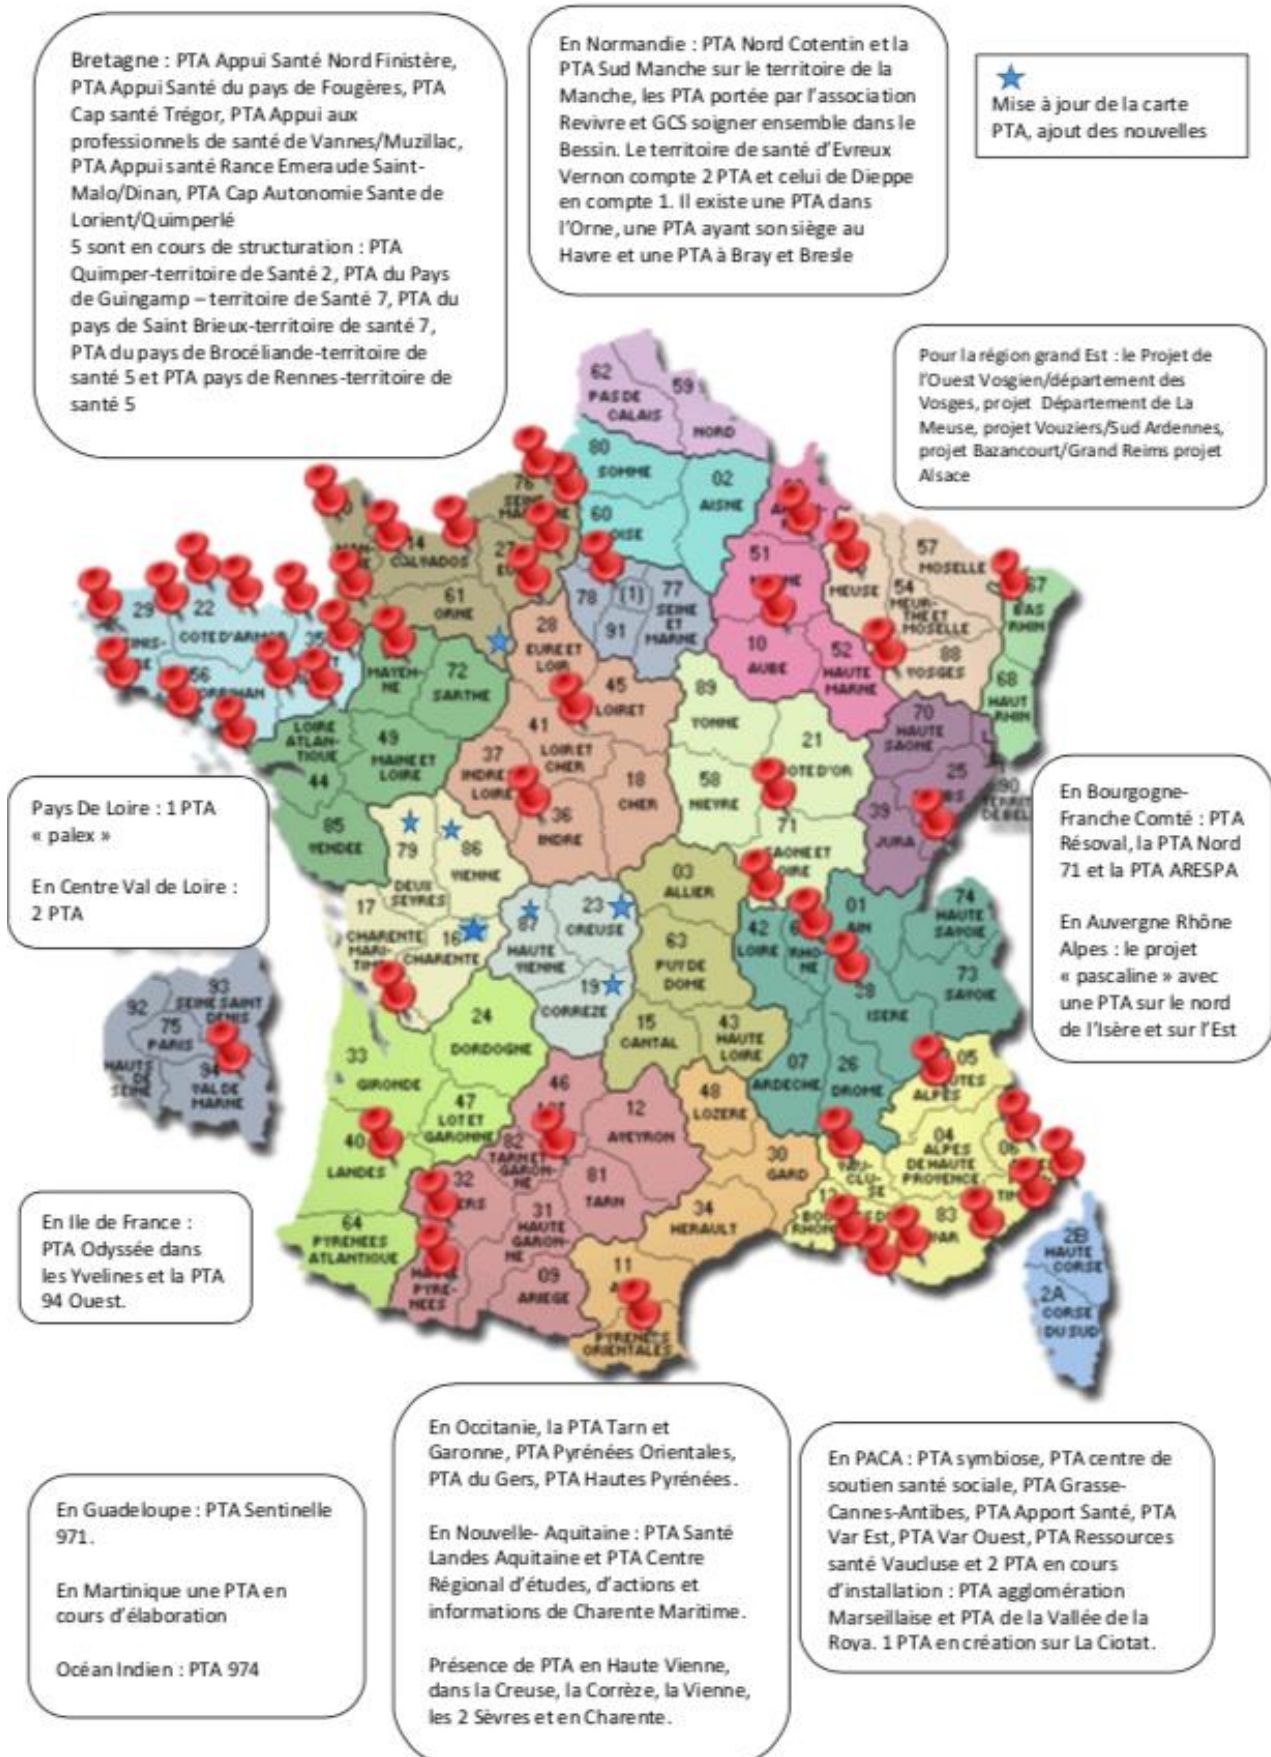 Bretagne : PTA Appui Santé Nord Finistère,
PTA Appui Santé du pays de Fougères, PTA
Cap santé Trégor, PTA Appui aux
professionnels de santé de Vannes/Muzillac,
PTA Appui santé Rance Emeraude Saint-
Malo/Dinan, PTA Cap Autonomie Sante de
Lorient/Quimperlé
5 sont en cours de structuration : PTA
Quimper-territoire de Santé 2, PTA du Pays
de Guingamp – territoire de Santé 7, PTA du
pays de Saint Brieux-territoire de santé 7,
PTA du pays de Brocéliande-territoire de
santé 5 et PTA pays de Rennes-territoire de
santé 5
En Normandie : PTA Nord Cotentin et la
PTA Sud Manche sur le territoire de la
Manche, les PTA portée par l'association
Revivre et GCS soigner ensemble dans le
Bessin. Le territoire de santé d'Evreux
Vernon compte 2 PTA et celui de Dieppe
en compte 1. Il existe une PTA dans
l'Orne, une PTA ayant son siège au
Havre et une PTA à Bray et Bresle
Mise à jour de la carte
PTA, ajout des nouvelles
Pour la région grand Est : le Projet de
l'Ouest Vosgien/département des
Vosges, projet Département de La
Meuse, projet Vouziers/Sud Ardennes,
projet Bazancourt/Grand Reims projet
Alsace
62
PAS DE
CALAIS
59
NORD
80
SOMME
02
AISNE
60
OISE
76
27
14
CALVADOS
61
ORNE
29
22
COTE D'ARMOR
35
56
MAYEN-
NE
72
SARTHE
LOIRE
ATLAN-
TIQUE
44
49
MAINE ET
LOIRE
85
VENDEE
28
EURE ET
LOIR
45
LOIRET
41
LOIR ET
CHER
37
INDRE
LOIRE
18
CHER
36
INDRE
78
(1)
77
SEINE
ET
MARNE
91
51
10
AUBE
52
HAUTE
MARNE
MEUSE
57
MOSELLE
54
MEUR-
THE ET
MOSELLE
88
VOSGES
67
BAS
RHIN
68
HAUT
RHIN
89
YONNE
21
COTE D'OR
58
NIEVRE
71
SAONE ET
LOIRE
70
HAUTE
SAONE
25
39
JURA
90
79
DEUX
SEVRES
86
VIENNE
17
CHARENTE
MARI-
TIME
16
CHARENTE
87
HAUTE
VIENNE
23
CREUSE
19
CORREZE
03
ALLIER
63
PUY DE
DOME
15
CANTAL
43
HAUTE
LOIRE
42
LOIRE
RHONE
01
AIN
74
HAUTE
SAVOIE
73
SAVOIE
38
ISERE
07
ARDECHE
26
DROME
24
DORDOGNE
33
GIRONDE
47
LOT ET
GARONNE
40
LANDES
64
PYRENEES
ATLANTIQUE
46
12
AVEYRON
82
TARN ET
GARON-
NE
81
TARN
32
31
HAUTE
GARON-
NE
09
ARIEGE
48
LOZERE
30
GARD
34
HERAULT
11
PYRENEES
ORIENTALES
05
04
ALPES
DE HAUTE
PROVENCE
06
83
2B
HAUTE
CORSE
2A
CORSE
DU SUD
92
93
SEINE SAINT
DENIS
75
PARIS
94
VAL DE
MARNE
Pays De Loire : 1 PTA
« palex »
En Centre Val de Loire :
2 PTA
En Bourgogne-
Franche Comté : PTA
Résoval, la PTA Nord
71 et la PTA ARESPA
En Auvergne Rhône
Alpes : le projet
« pascaline » avec
une PTA sur le nord
de l'Isère et sur l'Est
En Ile de France :
PTA Odyssée dans
les Yvelines et la PTA
94 Ouest.
En Guadeloupe : PTA Sentinelle
971.
En Martinique une PTA en
cours d'élaboration
Océan Indien : PTA 974
En Occitanie, la PTA Tarn et
Garonne, PTA Pyrénées Orientales,
PTA du Gers, PTA Hautes Pyrénées.
En Nouvelle- Aquitaine : PTA Santé
Landes Aquitaine et PTA Centre
Régional d'études, d'actions et
informations de Charente Maritime.
Présence de PTA en Haute Vienne,
dans la Creuse, la Corrèze, la Vienne,
les 2 Sèvres et en Charente.
En PACA : PTA symbiose, PTA centre de
soutien santé sociale, PTA Grasse-
Cannes-Antibes, PTA Apport Santé, PTA
Var Est, PTA Var Ouest, PTA Ressources
santé Vaucluse et 2 PTA en cours
d'installation : PTA agglomération
Marseillaise et PTA de la Vallée de la
Roya. 1 PTA en création sur La Ciotat.